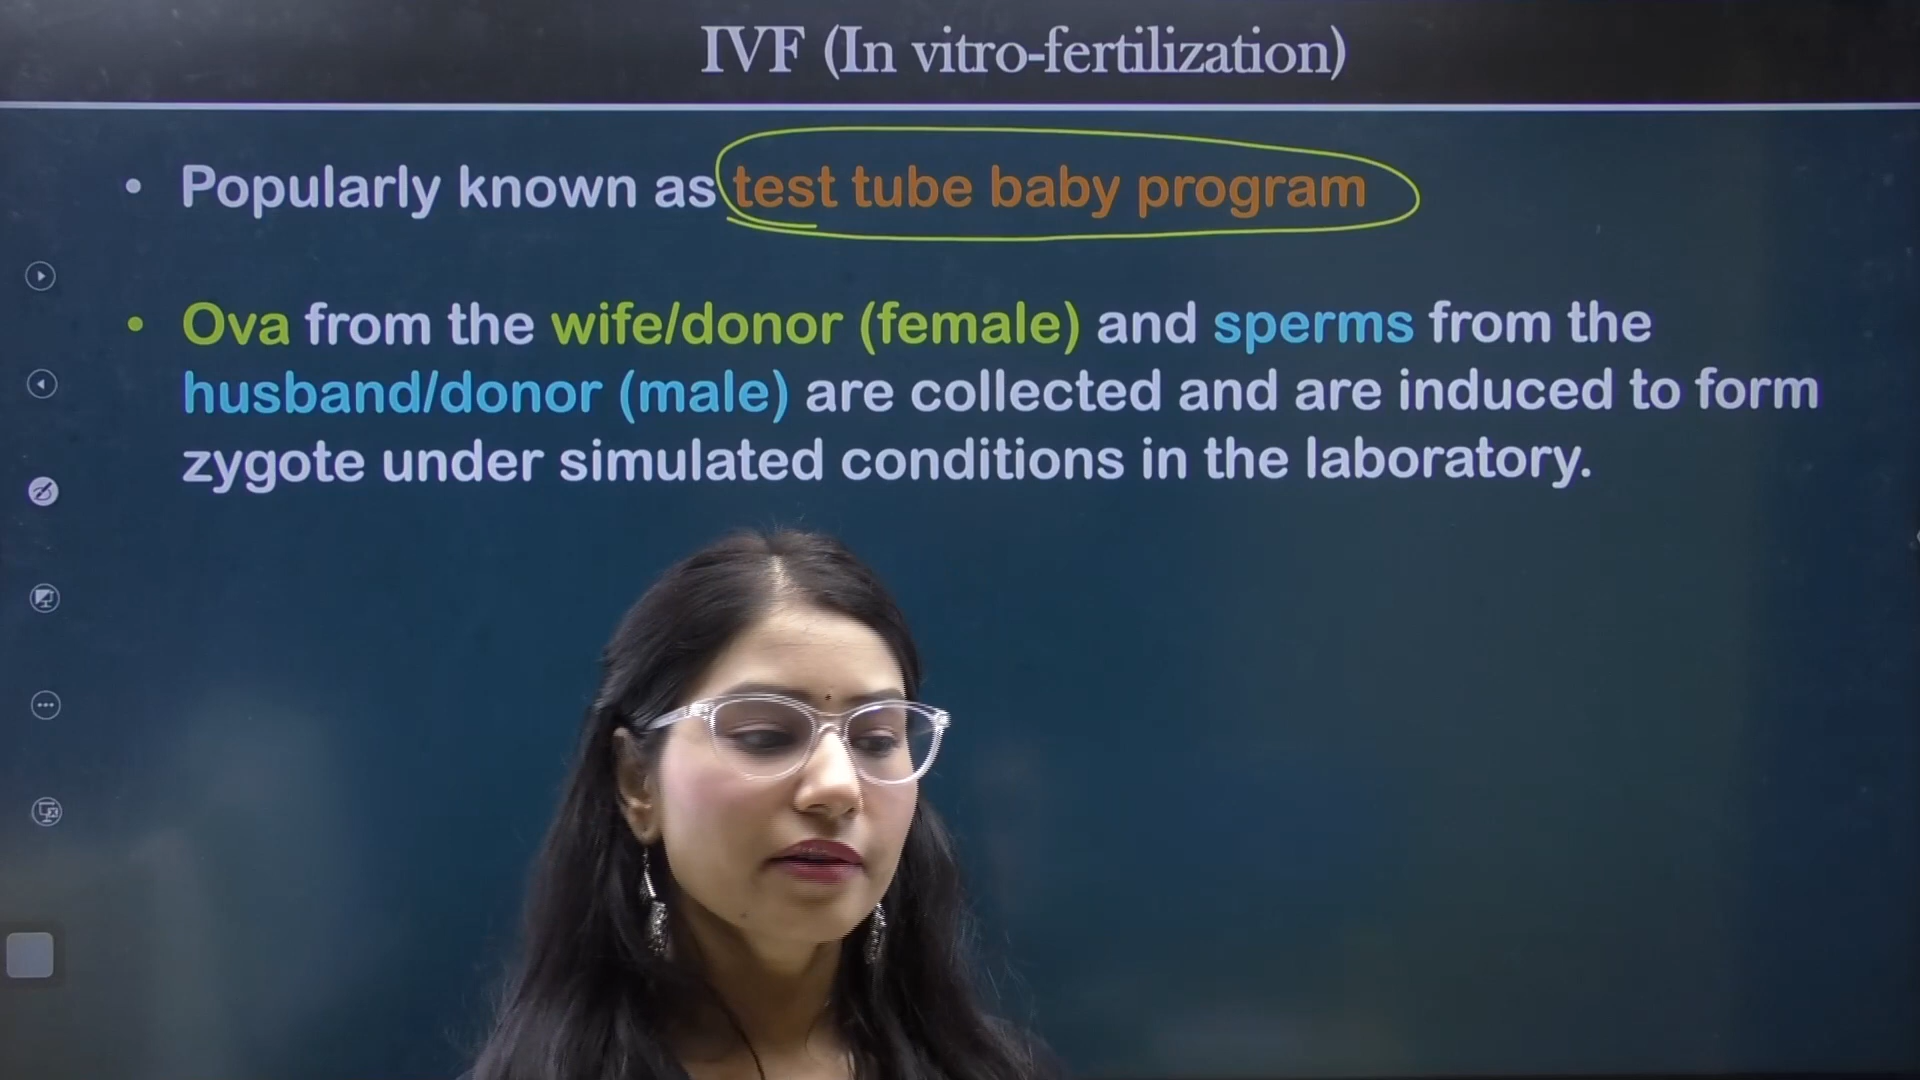 IVF (In vitro-fertilization)
• Popularly known as test tube baby program
• Ova from the wife/donor (female) and sperms from the
husband/donor (male) are collected and are induced to form
zygote under simulated conditions in the laboratory.